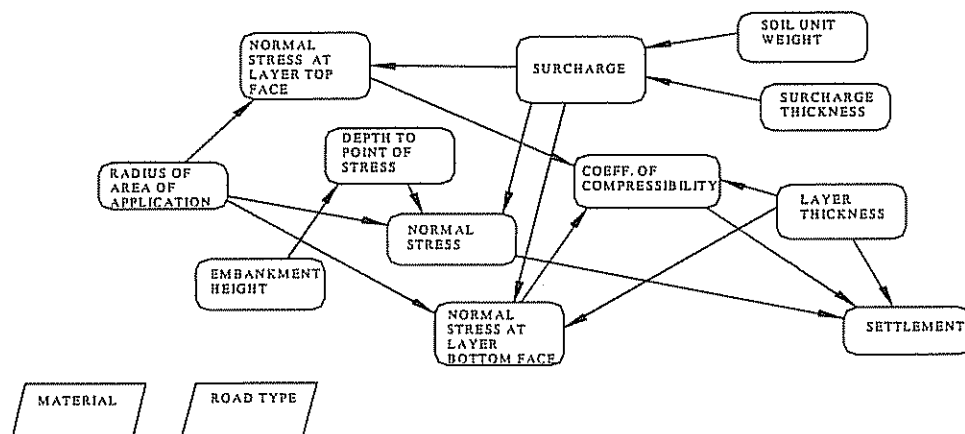 NORMAL
STRESS AT
LAYER TOP
FACE
SURCHARGE
SOIL UNIT
WEIGHT
SURCHARGE
THICKNESS
DEPTH TO
POINT OF
STRESS
RADIUS OF
AREA OF
APPLICATION
COEFF. OF
COMPRESSIBILITY
LAYER
THICKNESS
NORMAL
STRESS
EMBANKMENT
HEIGHT
NORMAL
STRESS AT
LAYER
BOTTOM FACE
SETTLEMENT
MATERIAL
ROAD TYPE